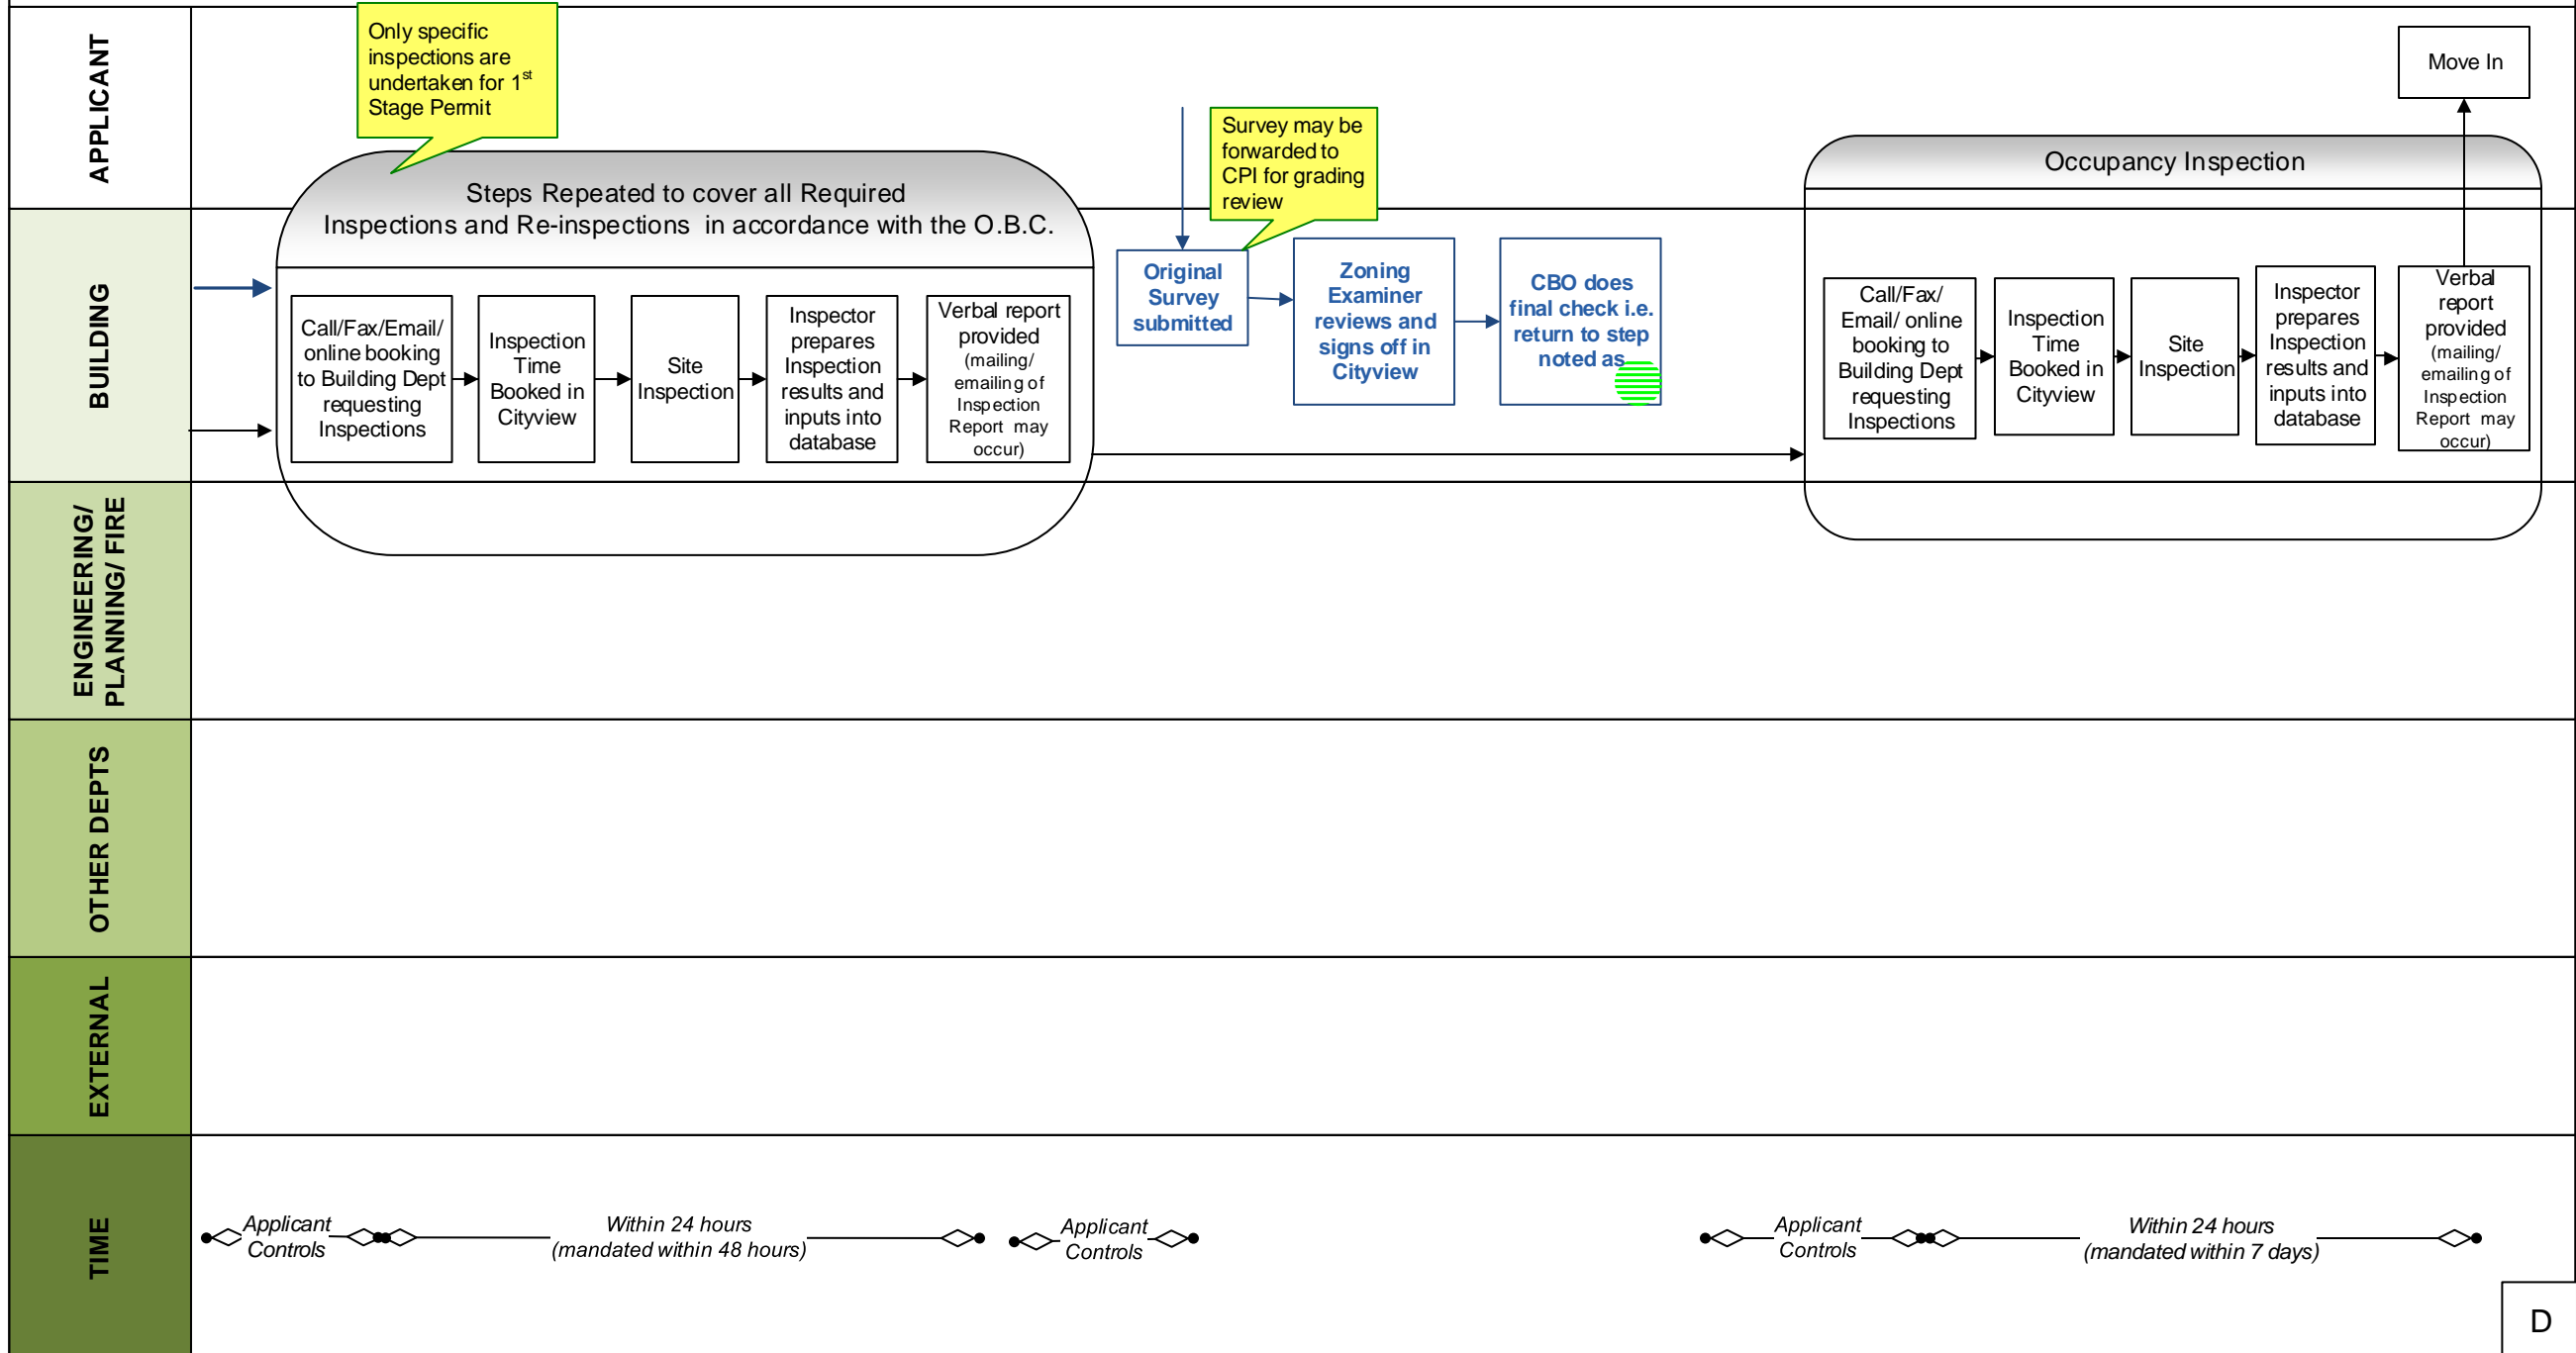 APPLICANT
Only specific
inspections are
undertaken for 1st
Stage Permit
Survey may be
forwarded to
CPI for grading
review
Move In
Steps Repeated to cover all Required
Inspections and Re-inspections in accordance with the O.B.C.
Occupancy Inspection
BUILDING
Call/Fax/Email/
online booking
to Building Dept
requesting
Inspections
Inspection
Time
Booked in
Cityview
Site
Inspection
Inspector
prepares
Inspection
results and
inputs into
database
Verbal report
provided
(mailing/
emailing of
Inspection
Report may
occur)
Original
Survey
submitted
Zoning
Examiner
reviews and
signs off in
Cityview
CBO does
final check i.e.
return to step
noted as
Call/Fax/
Email/ online
booking to
Building Dept
requesting
Inspections
Inspection
Time
Booked in
Cityview
Site
Inspection
Inspector
prepares
Inspection
results and
inputs into
database
Verbal
report
provided
(mailing/
emailing of
Inspection
Report may
occur)
ENGINEERING/
PLANNING/ FIRE
OTHER DEPTS
EXTERNAL
TIME
Applicant
Controls
Within 24 hours
(mandated within 48 hours)
Applicant
Controls
Applicant
Controls
Within 24 hours
(mandated within 7 days)
D